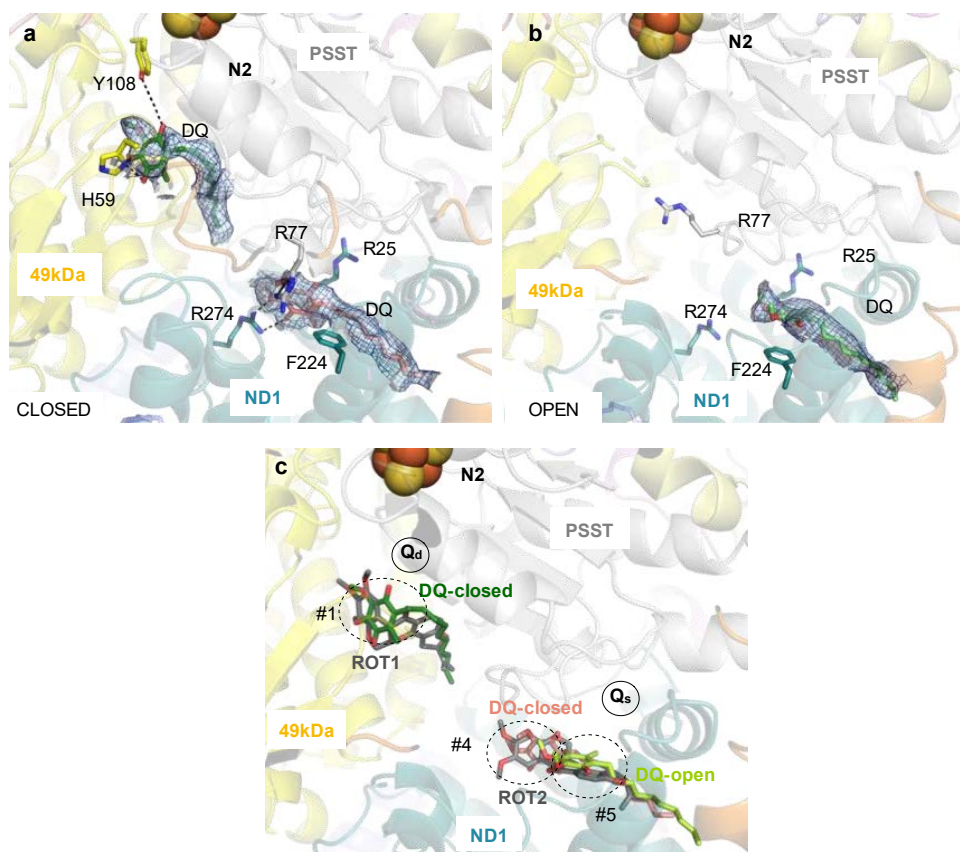 a
N2
PSST
Y108
DQ
H59
R77
R25
49kDa
R274
DQ
F224
CLOSED
ND1
b
N2
PSST
R77
R25
49kDa
DQ
R274
F224
OPEN
ND1
c
N2
PSST
Qd
DQ-closed
#1
ROT1
Qs
DQ-closed
49kDa
#4
DQ-open
ROT2
#5
ND1